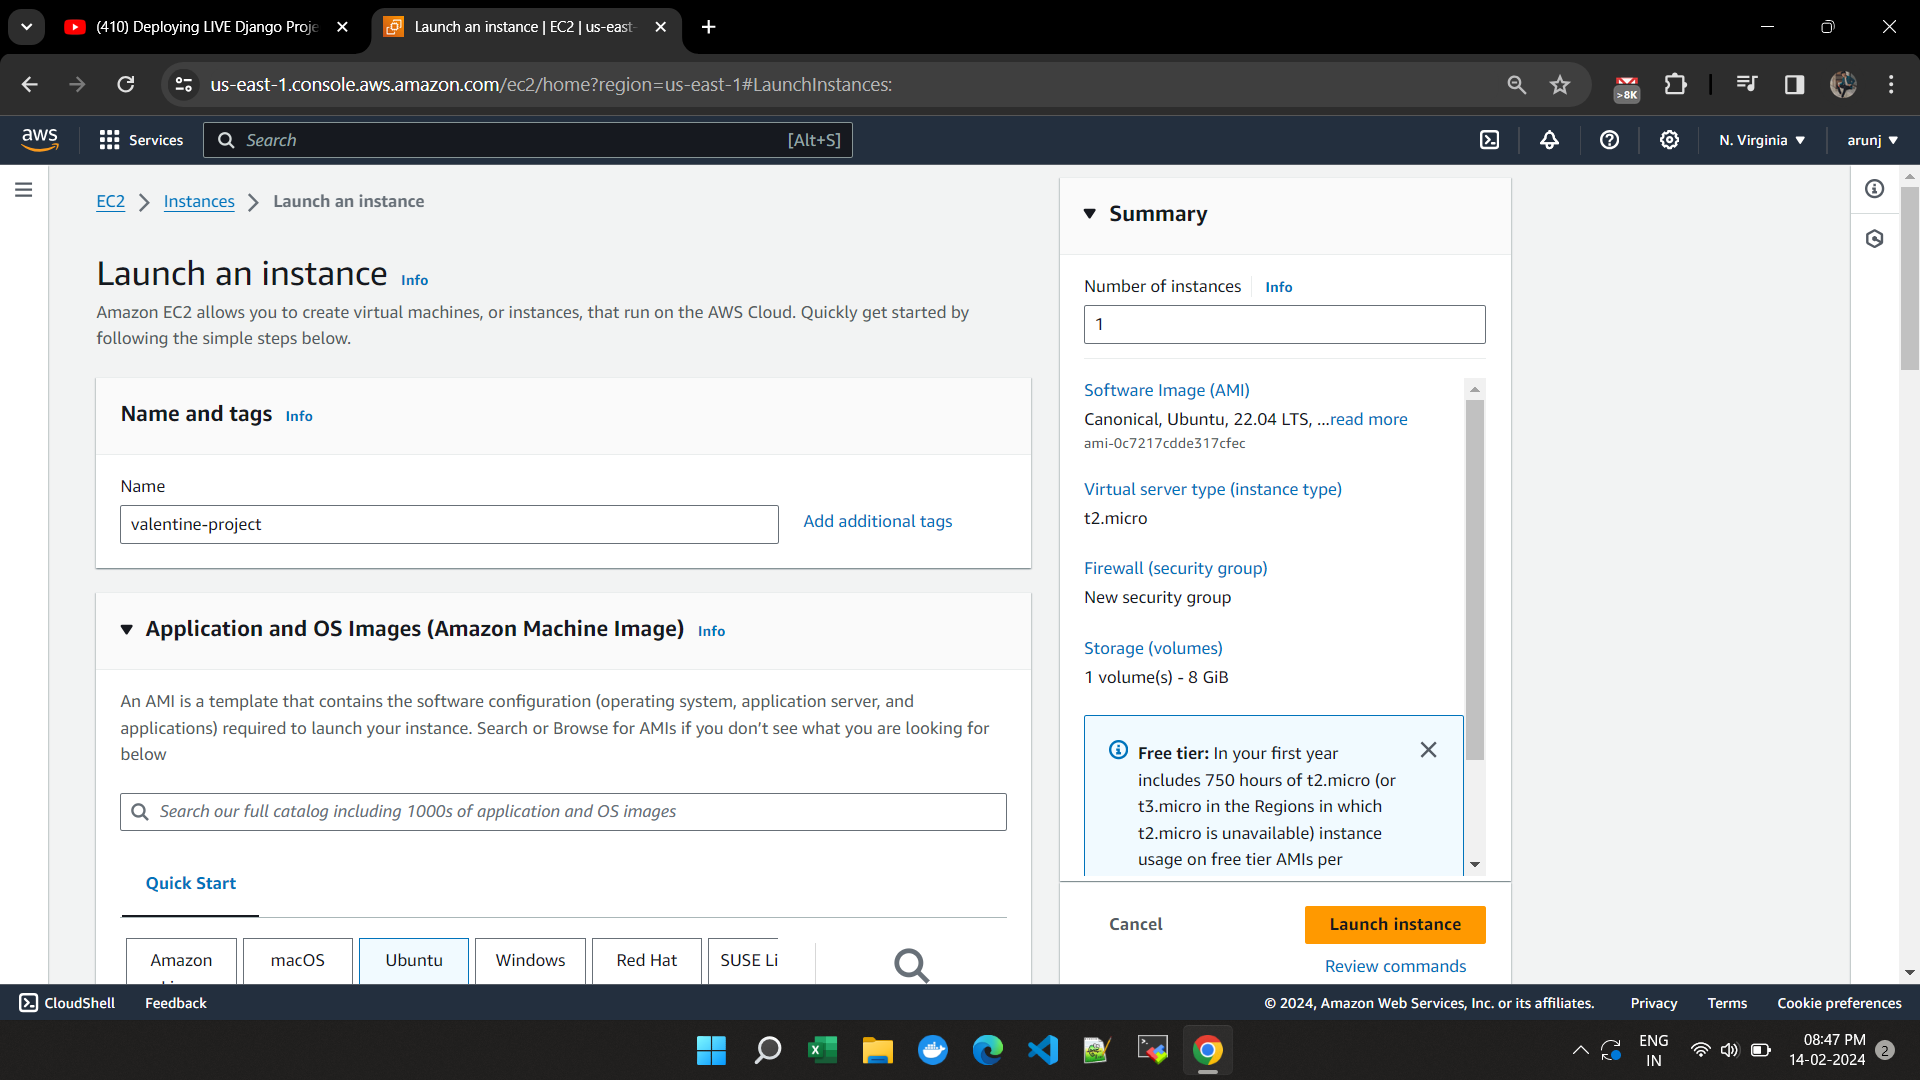 (410) Deploying LIVE Django Proje
Launch an instance | EC2 | us-east-
us-east-1.console.aws.amazon.com/ec2/home?region=us-east-1#LaunchInstances:
>8K
aws
Services
Search
[Alt+S]
N. Virginia
arunj
EC2
Instances
Launch an instance
Launch an instance Info
Amazon EC2 allows you to create virtual machines, or instances, that run on the AWS Cloud. Quickly get started by
following the simple steps below.
Name and tags Info
Name
valentine-project
Add additional tags
Application and OS Images (Amazon Machine Image) Info
An AMI is a template that contains the software configuration (operating system, application server, and
applications) required to launch your instance. Search or Browse for AMIs if you don’t see what you are looking for
below
Search our full catalog including 1000s of application and OS images
Quick Start
Amazon
macOS
Ubuntu
Windows
Red Hat
SUSE Li
Summary
Number of instances Info
1
Software Image (AMI)
Canonical, Ubuntu, 22.04 LTS, ...read more
ami-0c7217cdde317cfec
Virtual server type (instance type)
t2.micro
Firewall (security group)
New security group
Storage (volumes)
1 volume(s) - 8 GiB
Free tier: In your first year
includes 750 hours of t2.micro (or
t3.micro in the Regions in which
t2.micro is unavailable) instance
usage on free tier AMIs per
Cancel
Launch instance
Review commands
CloudShell
Feedback
© 2024, Amazon Web Services, Inc. or its affiliates.
Privacy
Terms
Cookie preferences
ENG
IN
08:47 PM
14-02-2024
2